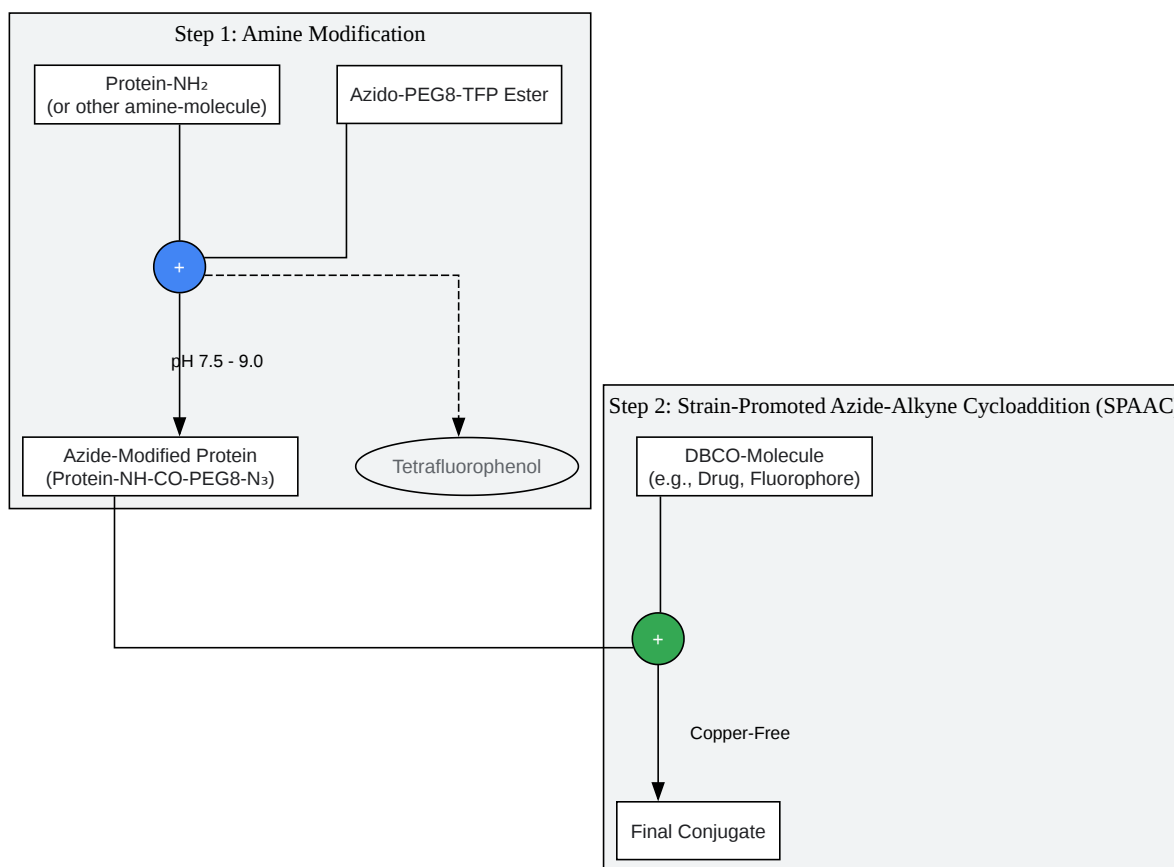 Step 1: Amine Modification
Protein-NH₂
(or other amine-molecule)
Azido-PEG8-TFP Ester
+
pH 7.5 - 9.0
Azide-Modified Protein
(Protein-NH-CO-PEG8-N₃)
Tetrafluorophenol
Step 2: Strain-Promoted Azide-Alkyne Cycloaddition (SPAAC
DBCO-Molecule
(e.g., Drug, Fluorophore)
+
Copper-Free
Final Conjugate